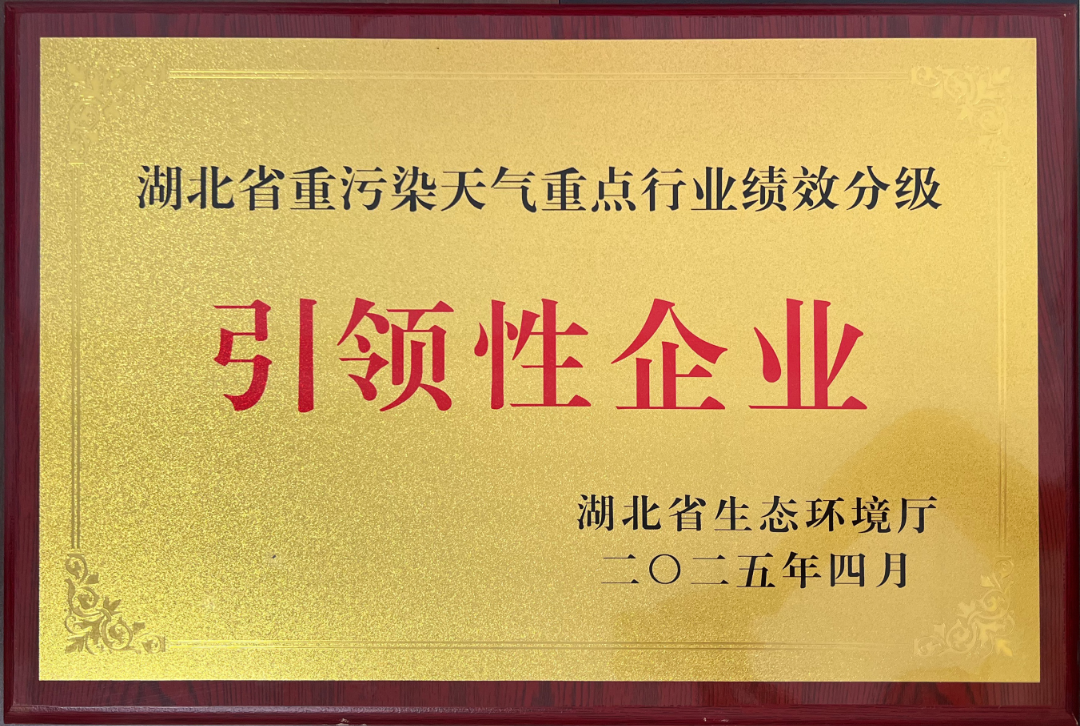 湖北省重污染天气重点行业绩效分级
引领性企业
湖北省生态环境厅
二〇二五年四月